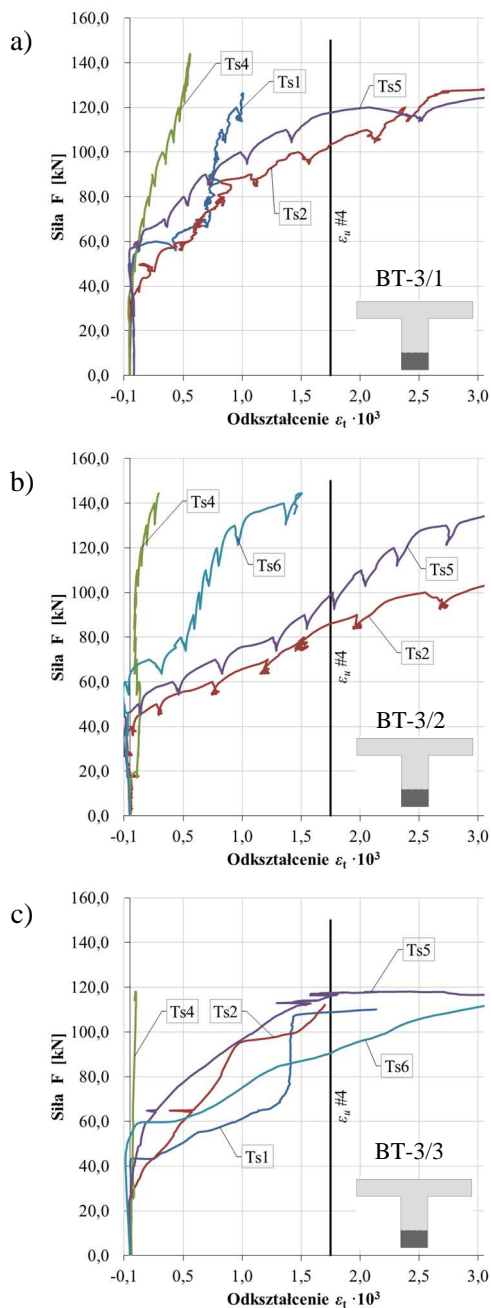 a)
Siła F [kN]
160,0
140,0
120,0
100,0
80,0
60,0
40,0
20,0
0,0
Ts4
Ts1
Ts5
Ts2
εu #4
BT-3/1
-0,1 0,5 1,0 1,5 2,0 2,5 3,0
Odkształcenie εt ·10³
b)
Siła F [kN]
160,0
140,0
120,0
100,0
80,0
60,0
40,0
20,0
0,0
Ts4
Ts6
Ts5
Ts2
εu #4
BT-3/2
-0,1 0,5 1,0 1,5 2,0 2,5 3,0
Odkształcenie εt ·10³
c)
Siła F [kN]
160,0
140,0
120,0
100,0
80,0
60,0
40,0
20,0
0,0
Ts5
Ts4
Ts2
Ts6
Ts1
εu #4
BT-3/3
-0,1 0,5 1,0 1,5 2,0 2,5 3,0
Odkształcenie εt ·10³